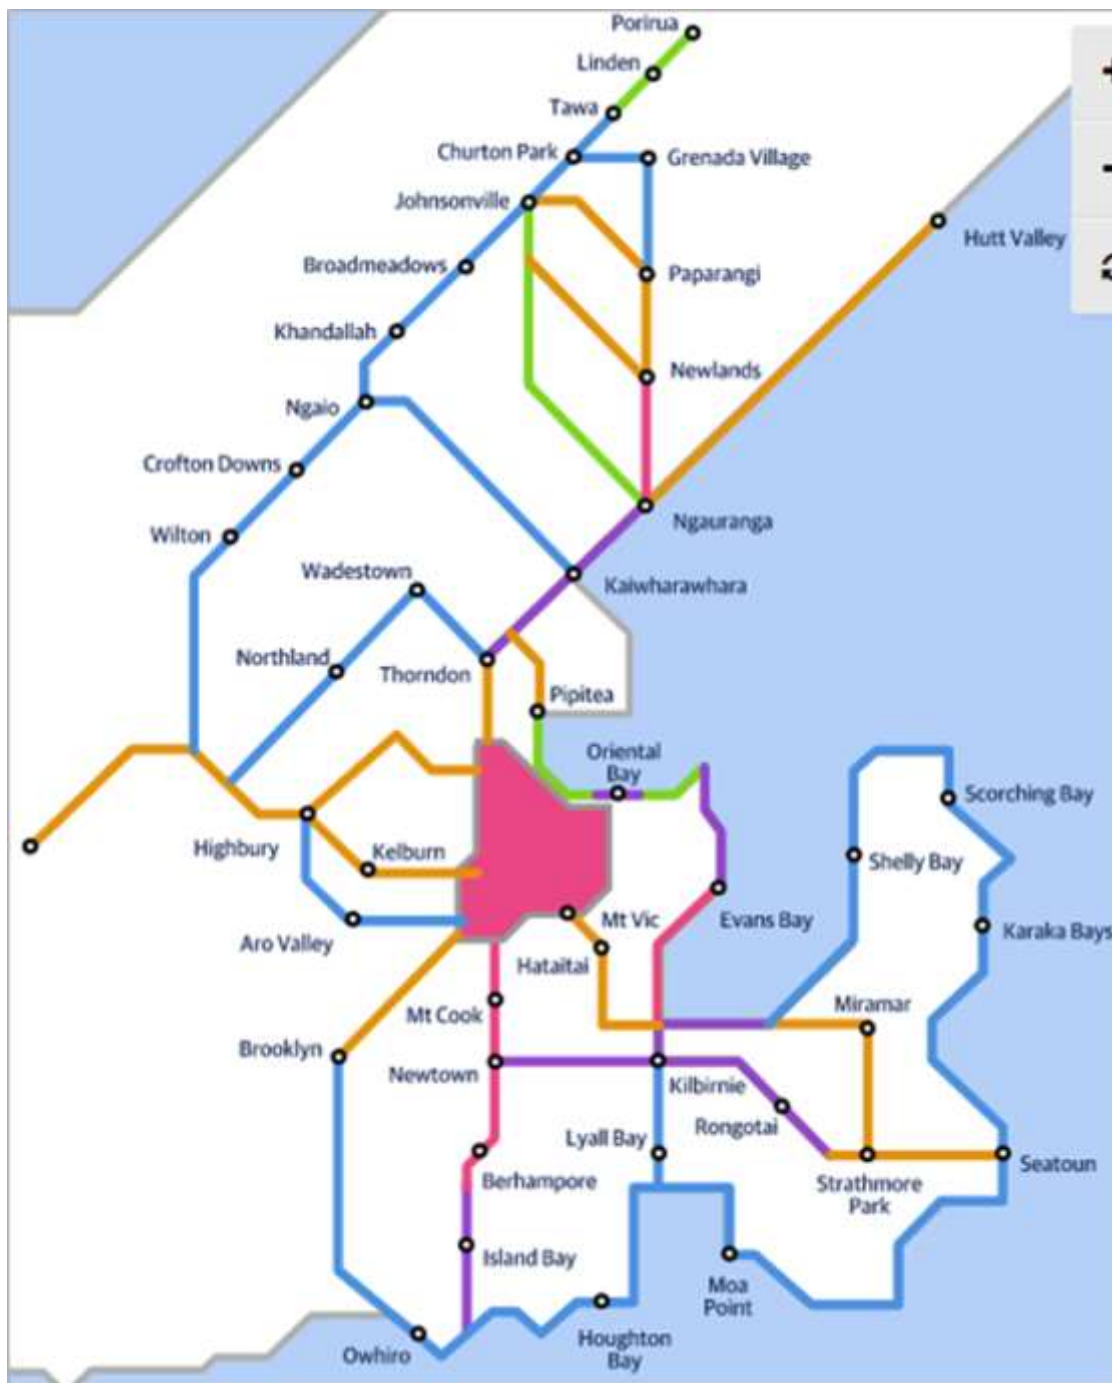 Porirua
Linden
Tawa
Churton Park
Grenada Village
Johnsonville
Hutt Valley
Broadmeadows
Paparangi
Khandallah
Newlands
Ngaio
Crofton Downs
Ngauranga
Wilton
Wadestown
Kaiwharawhara
Northland
Thorndon
Pipitea
Oriental
Bay
Scorching Bay
Highbury
Kelburn
Shelly Bay
Mt Vic
Evans Bay
Karaka Bays
Aro Valley
Hataitai
Miramar
Mt Cook
Brooklyn
Newtown
Kilbirnie
Rongotai
Lyall Bay
Seatoun
Berhampore
Strathmore
Park
Island Bay
Moa
Point
Owhiro
Houghton
Bay